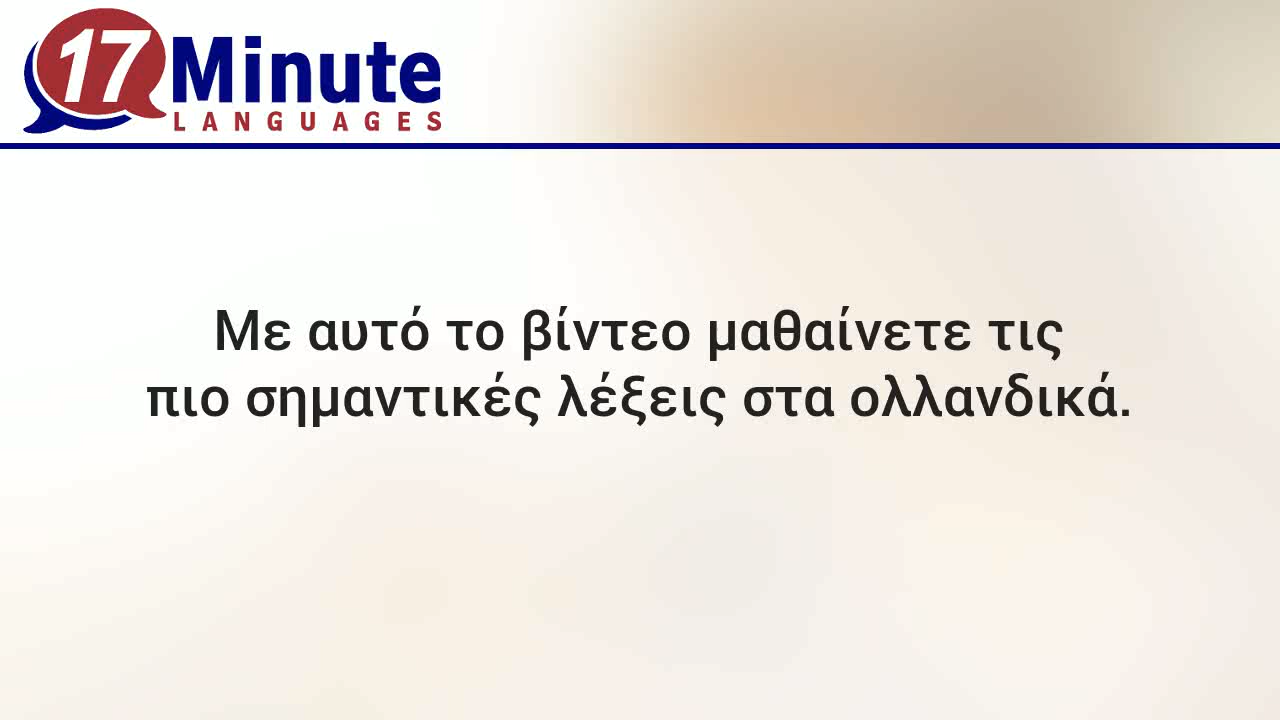 17 Minute
LANGUAGES
Με αυτό το βίντεο μαθαίνετε τις
πιο σημαντικές λέξεις στα ολλανδικά.